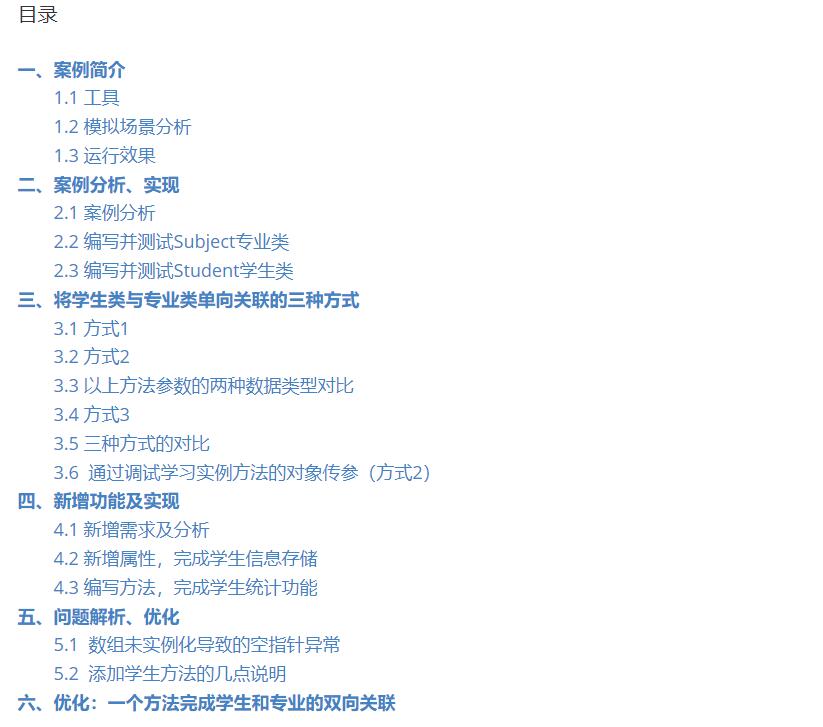 目录
一、案例简介
1.1 工具
1.2 模拟场景分析
1.3 运行效果
二、案例分析、实现
2.1 案例分析
2.2 编写并测试Subject专业类
2.3 编写并测试Student学生类
三、将学生类与专业类单向关联的三种方式
3.1 方式1
3.2 方式2
3.3 以上方法参数的两种数据类型对比
3.4 方式3
3.5 三种方式的对比
3.6 通过调试学习实例方法的对象传参（方式2）
四、新增功能及实现
4.1 新增需求及分析
4.2 新增属性，完成学生信息存储
4.3 编写方法，完成学生统计功能
五、问题解析、优化
5.1 数组未实例化导致的空指针异常
5.2 添加学生方法的几点说明
六、优化：一个方法完成学生和专业的双向关联